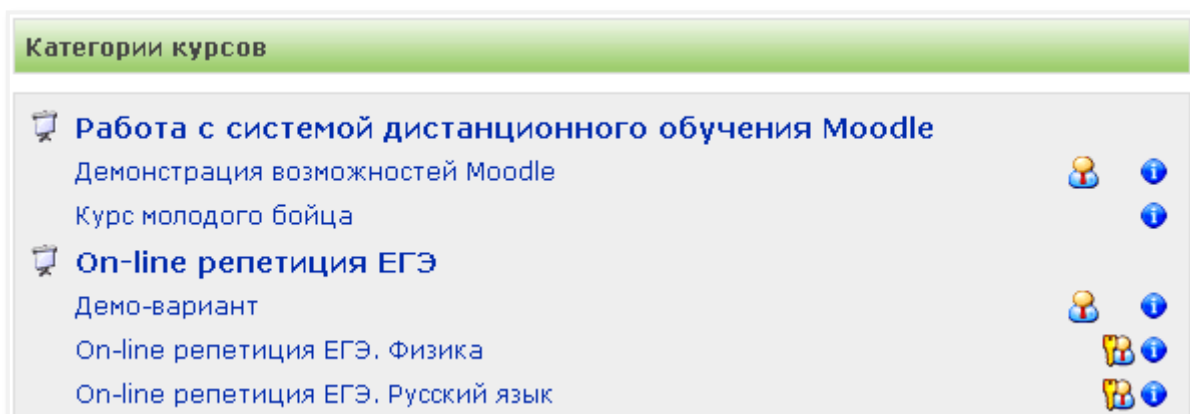 Категории курсов
Работа с системой дистанционного обучения Moodle
Демонстрация возможностей Moodle
Курс молодого бойца
On-line репетиция ЕГЭ
Демо-вариант
On-line репетиция ЕГЭ. Физика
On-line репетиция ЕГЭ. Русский язык